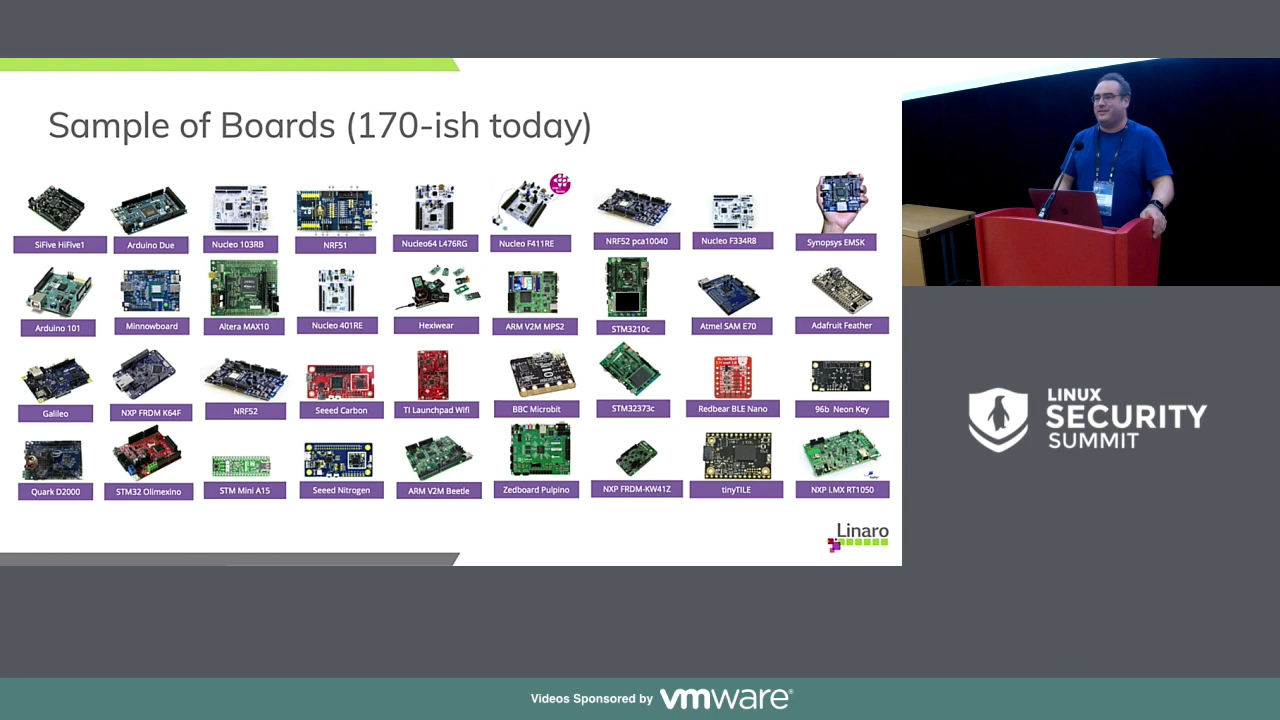 Sample of Boards (170-ish today)
SiFive HiFive1
Arduino Due
Nucleo 103RB
NRF51
Nucleo64 L476RG
Nucleo F411RE
NRF52 pca10040
Nucleo F334R8
Synopsys EMSK
Arduino 101
Minnowboard
Altera MAX10
Nucleo 401RE
Hexiwear
ARM V2M MPS2
STM3210c
Atmel SAM E70
Adafruit Feather
Galileo
NXP FRDM K64F
NRF52
Seeed Carbon
TI Launchpad Wifi
BBC Microbit
STM32373c
Redbear BLE Nano
96b Neon Key
Quark D2000
STM32 Olimexino
STM Mini A15
Seeed Nitrogen
ARM V2M Beetle
Zedboard Pulpino
NXP FRDM-KW41Z
tinyTILE
NXP i.MX RT1050
Linaro
LINUX
SECURITY
SUMMIT
Videos Sponsored by vmware®